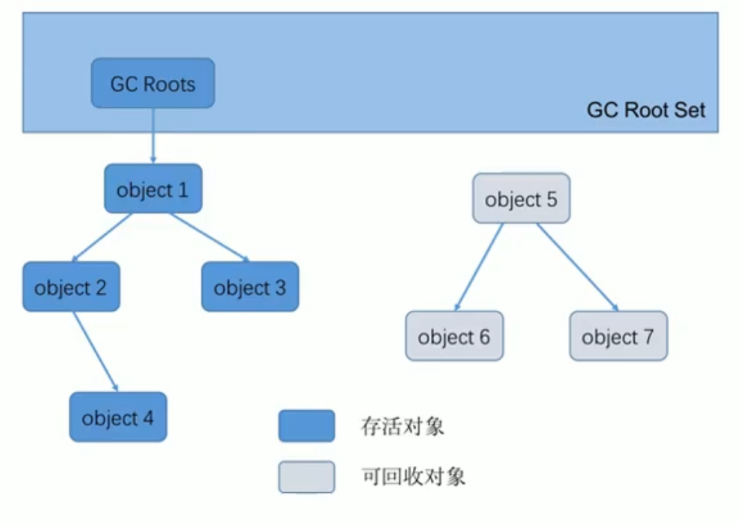 GC Roots
GC Root Set
object 1
object 5
object 2
object 3
object 6
object 7
object 4
存活对象
可回收对象